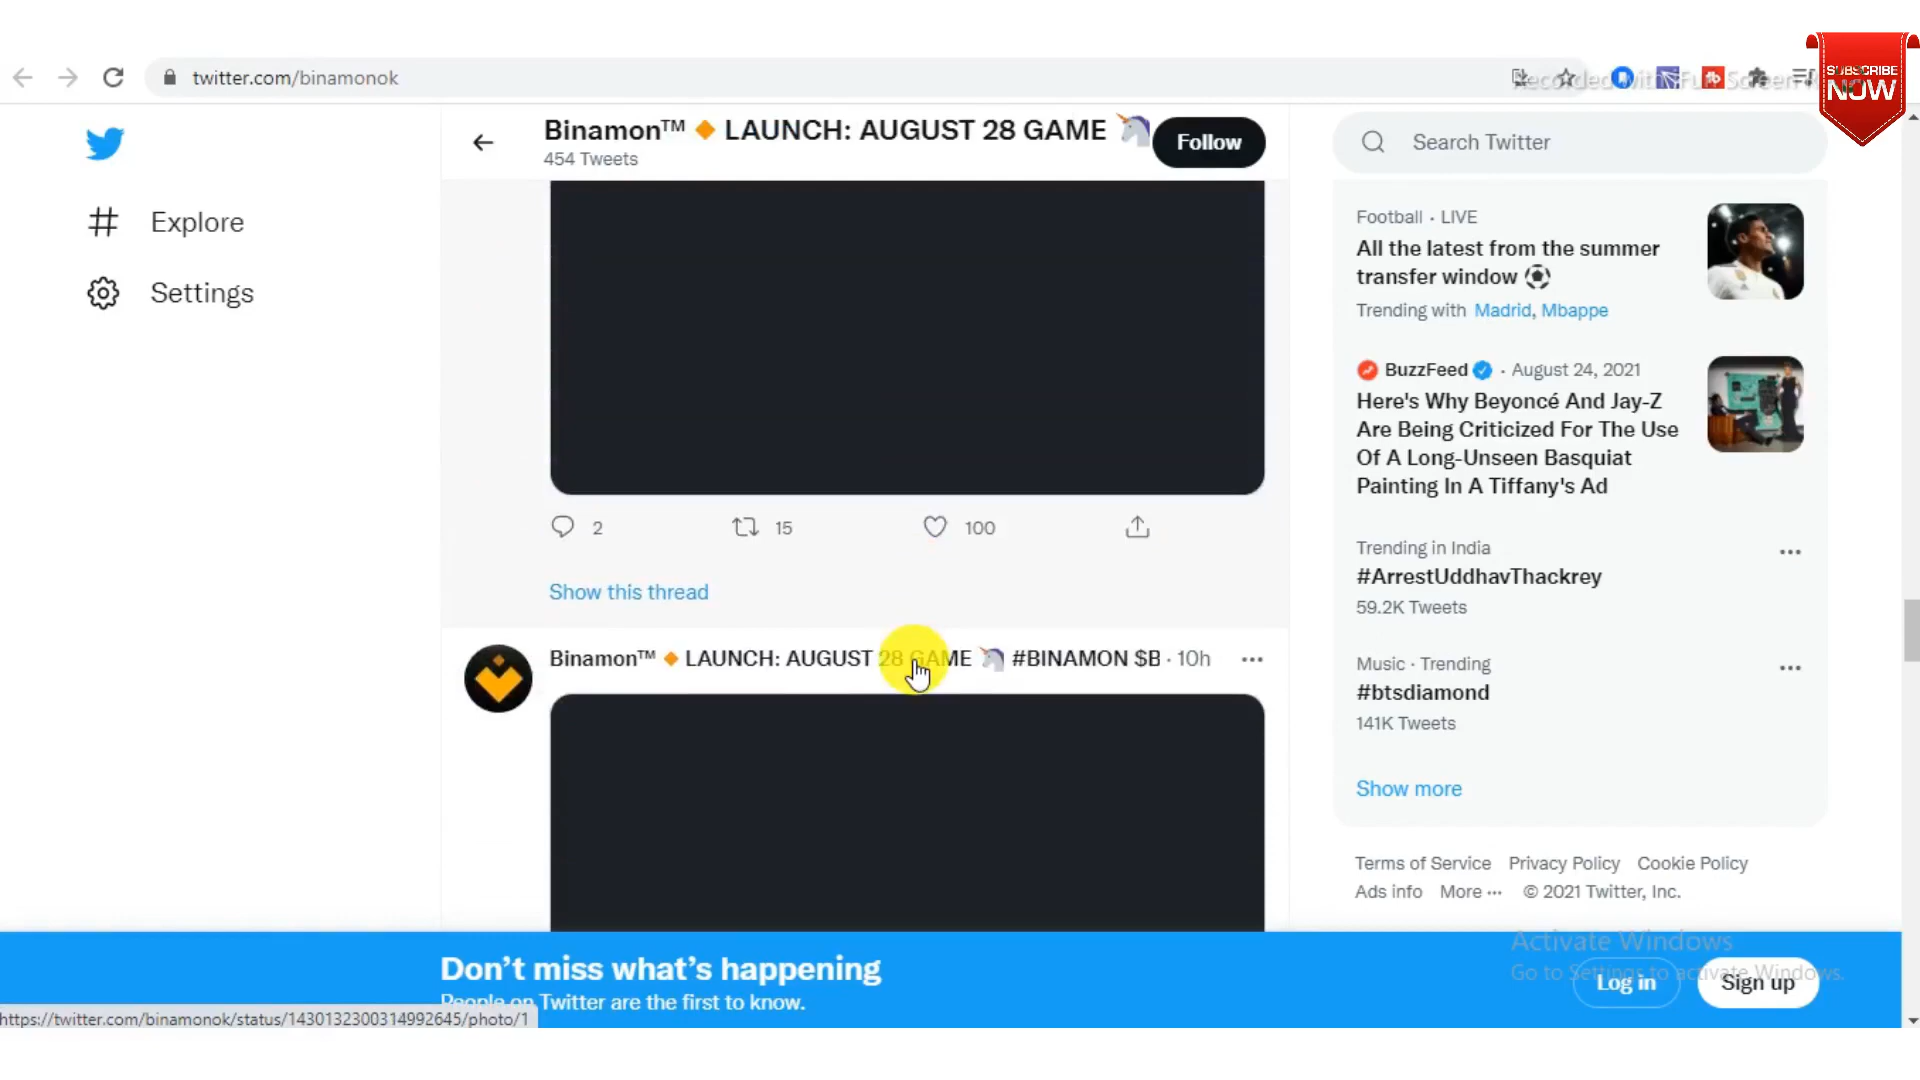 twitter.com/binamonok
SUBSCRIBE
NOW
Binamon™ 🔸 LAUNCH: AUGUST 28 GAME 🦄
454 Tweets
Follow
Search Twitter
Explore
Settings
Football · LIVE
All the latest from the summer
transfer window ⚽
Trending with Madrid, Mbappe
BuzzFeed · August 24, 2021
Here's Why Beyoncé And Jay-Z
Are Being Criticized For The Use
Of A Long-Unseen Basquiat
Painting In A Tiffany's Ad
2 15 100
Show this thread
Trending in India
#ArrestUddhavThackrey
59.2K Tweets
Binamon™ 🔸 LAUNCH: AUGUST 28 GAME 🦄 #BINAMON $B · 10h
Music · Trending
#btsdiamond
141K Tweets
Show more
Terms of Service Privacy Policy Cookie Policy
Ads info More ··· © 2021 Twitter, Inc.
Activate Windows
Go to Settings to activate Windows.
Don't miss what's happening
People on Twitter are the first to know.
Log in
Sign up
https://twitter.com/binamonok/status/1430132300314992645/photo/1